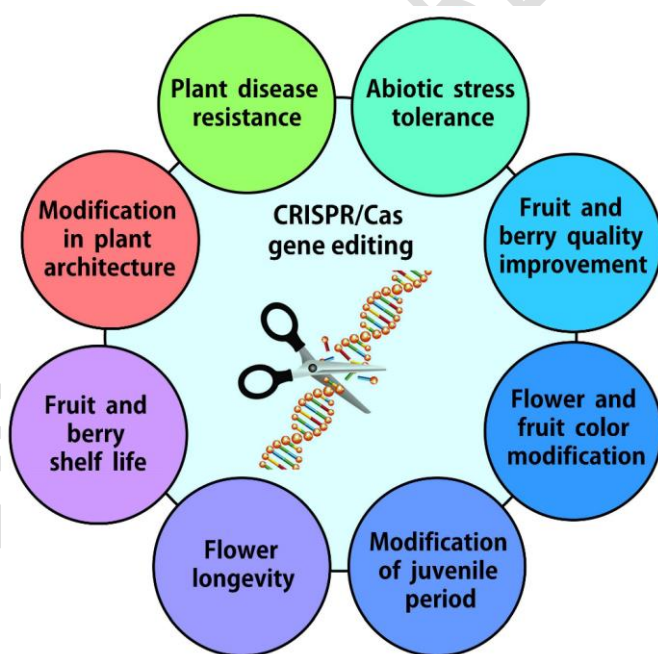 Plant disease
resistance
Abiotic stress
tolerance
Modification
in plant
architecture
CRISPR/Cas
gene editing
Fruit and
berry quality
improvement
Fruit and
berry
shelf life
Flower and
fruit color
modification
Flower
longevity
Modification
of juvenile
period